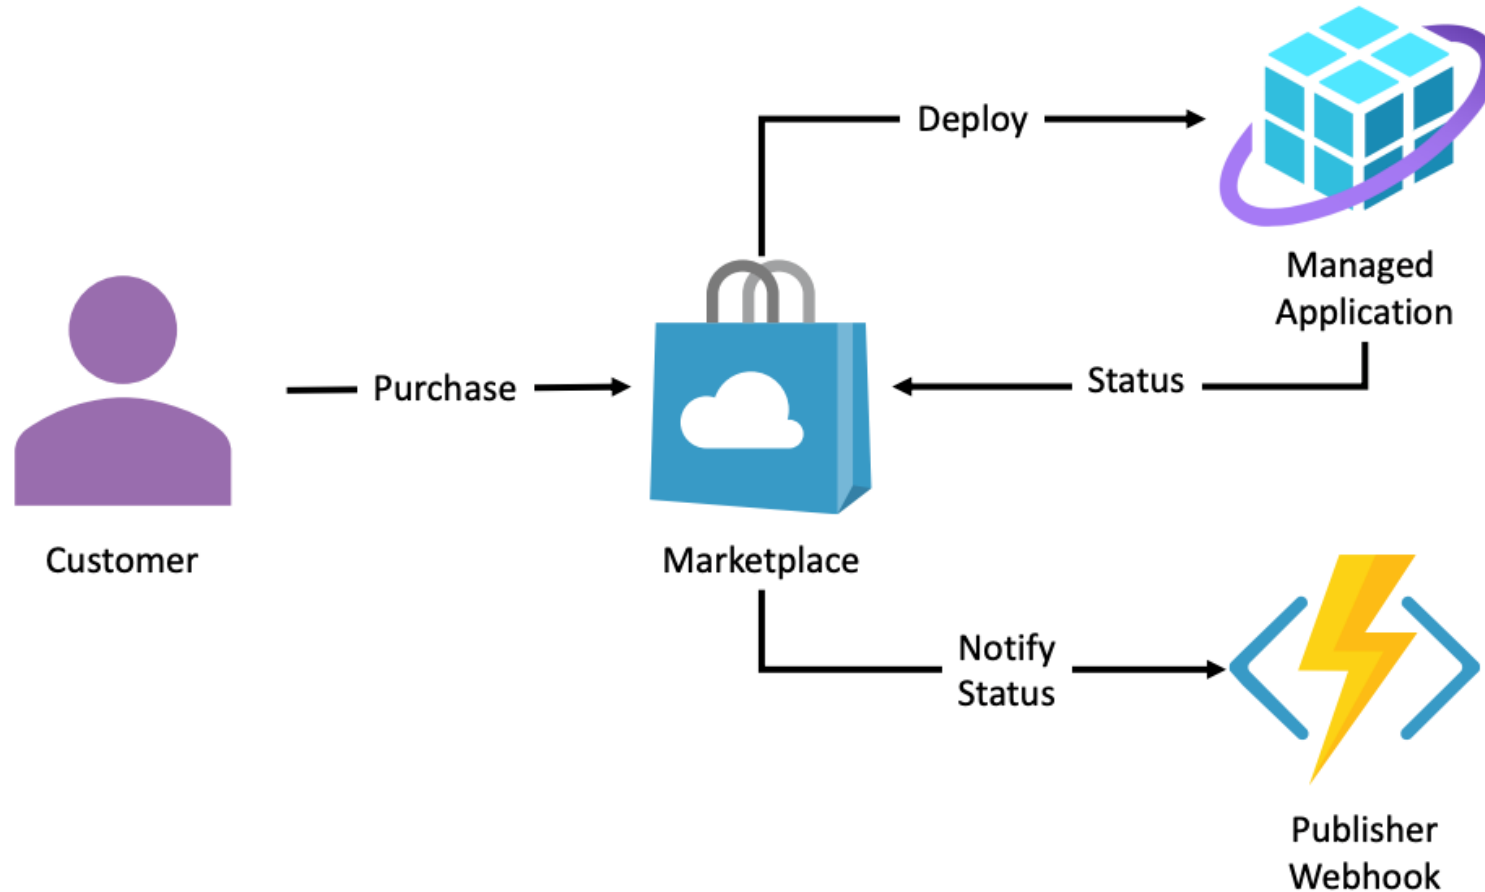 Deploy
Managed
Application
Purchase
Status
Customer
Marketplace
Notify
Status
Publisher
Webhook